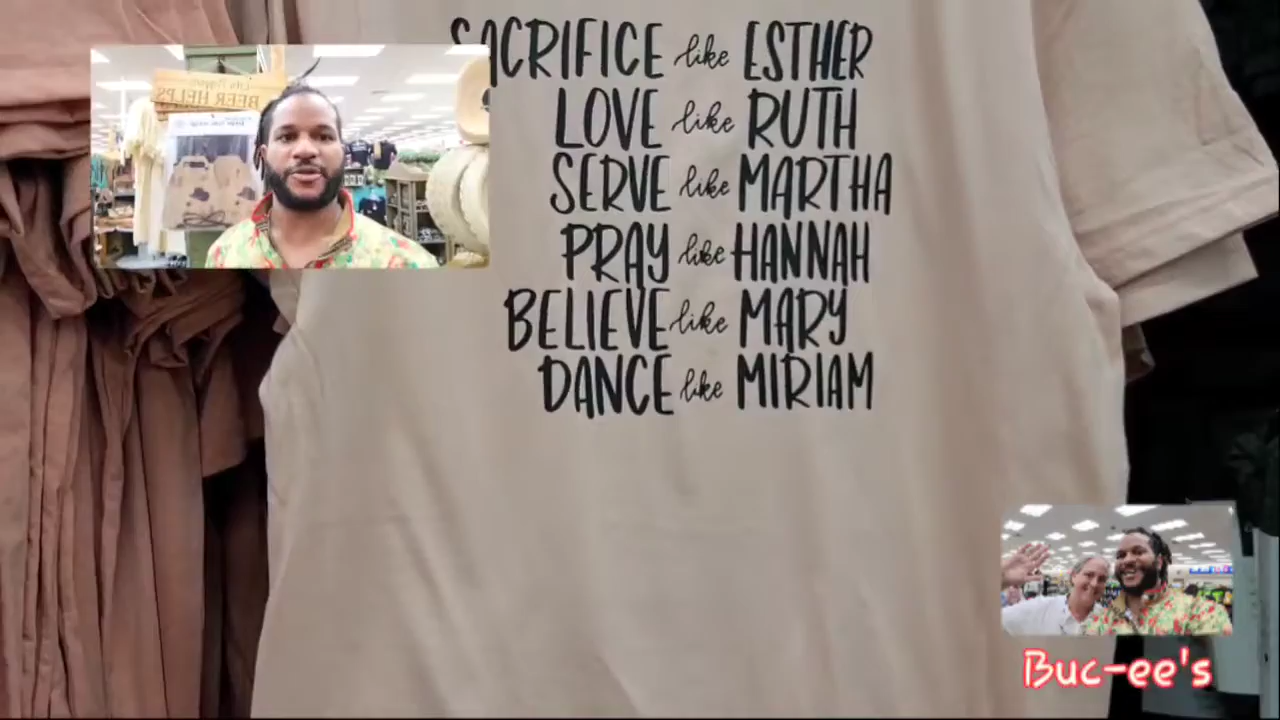 SACRIFICE like ESTHER
LOVE like RUTH
SERVE like MARTHA
PRAY like HANNAH
BELIEVE like MARY
DANCE like MIRIAM
BEER HELPS
Buc-ee's